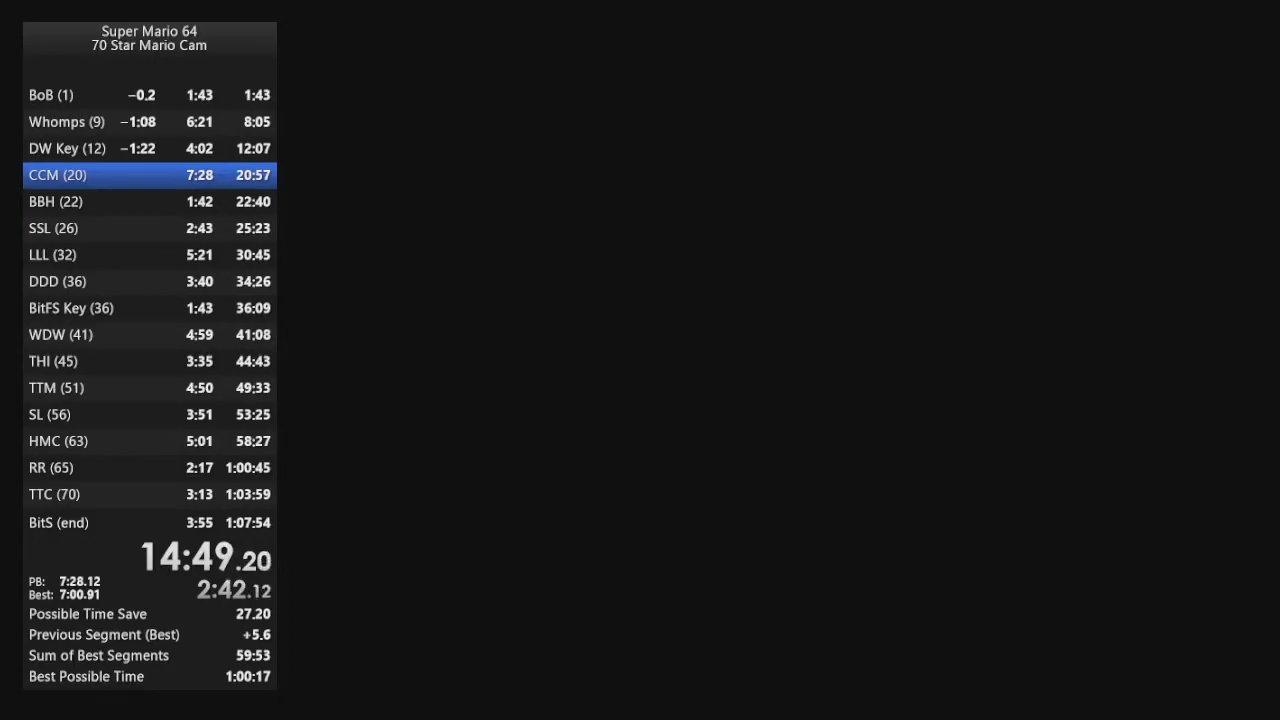 Super Mario 64
70 Star Mario Cam
BoB (1) −0.2 1:43 1:43
Whomps (9) −1:08 6:21 8:05
DW Key (12) −1:22 4:02 12:07
CCM (20) 7:28 20:57
BBH (22) 1:42 22:40
SSL (26) 2:43 25:23
LLL (32) 5:21 30:45
DDD (36) 3:40 34:26
BitFS Key (36) 1:43 36:09
WDW (41) 4:59 41:08
THI (45) 3:35 44:43
TTM (51) 4:50 49:33
SL (56) 3:51 53:25
HMC (63) 5:01 58:27
RR (65) 2:17 1:00:45
TTC (70) 3:13 1:03:59
BitS (end) 3:55 1:07:54
14:49.20
PB: 7:28.12
Best: 7:00.91
2:42.12
Possible Time Save 27.20
Previous Segment (Best) +5.6
Sum of Best Segments 59:53
Best Possible Time 1:00:17